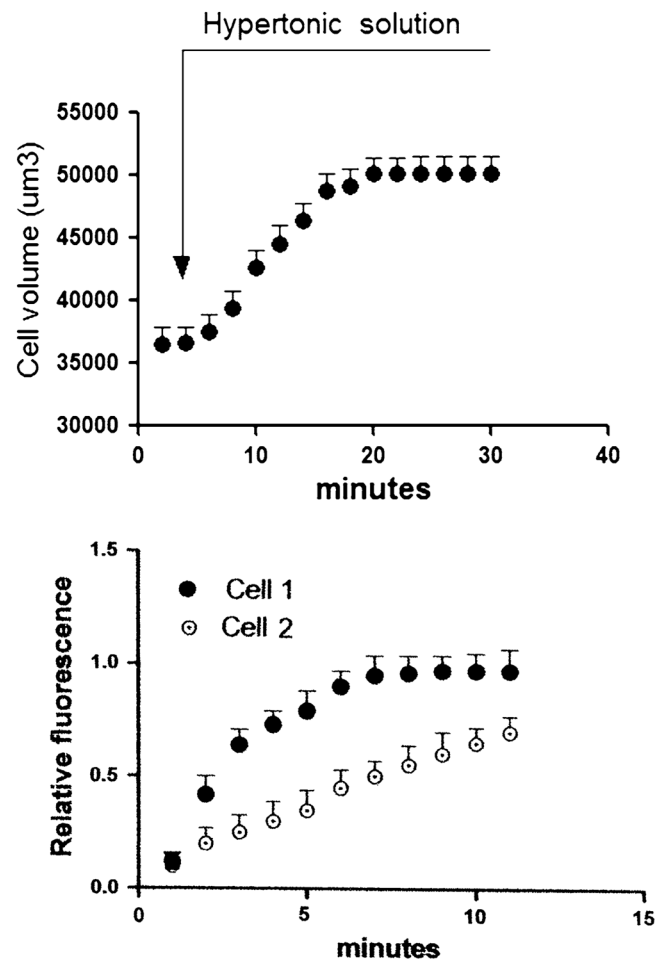 Hypertonic solution
55000
50000
45000
40000
35000
30000
Cell volume (um3)
0 10 20 30 40
minutes
1.5
1.0
0.5
0.0
Relative fluorescence
Cell 1
Cell 2
0 5 10 15
minutes